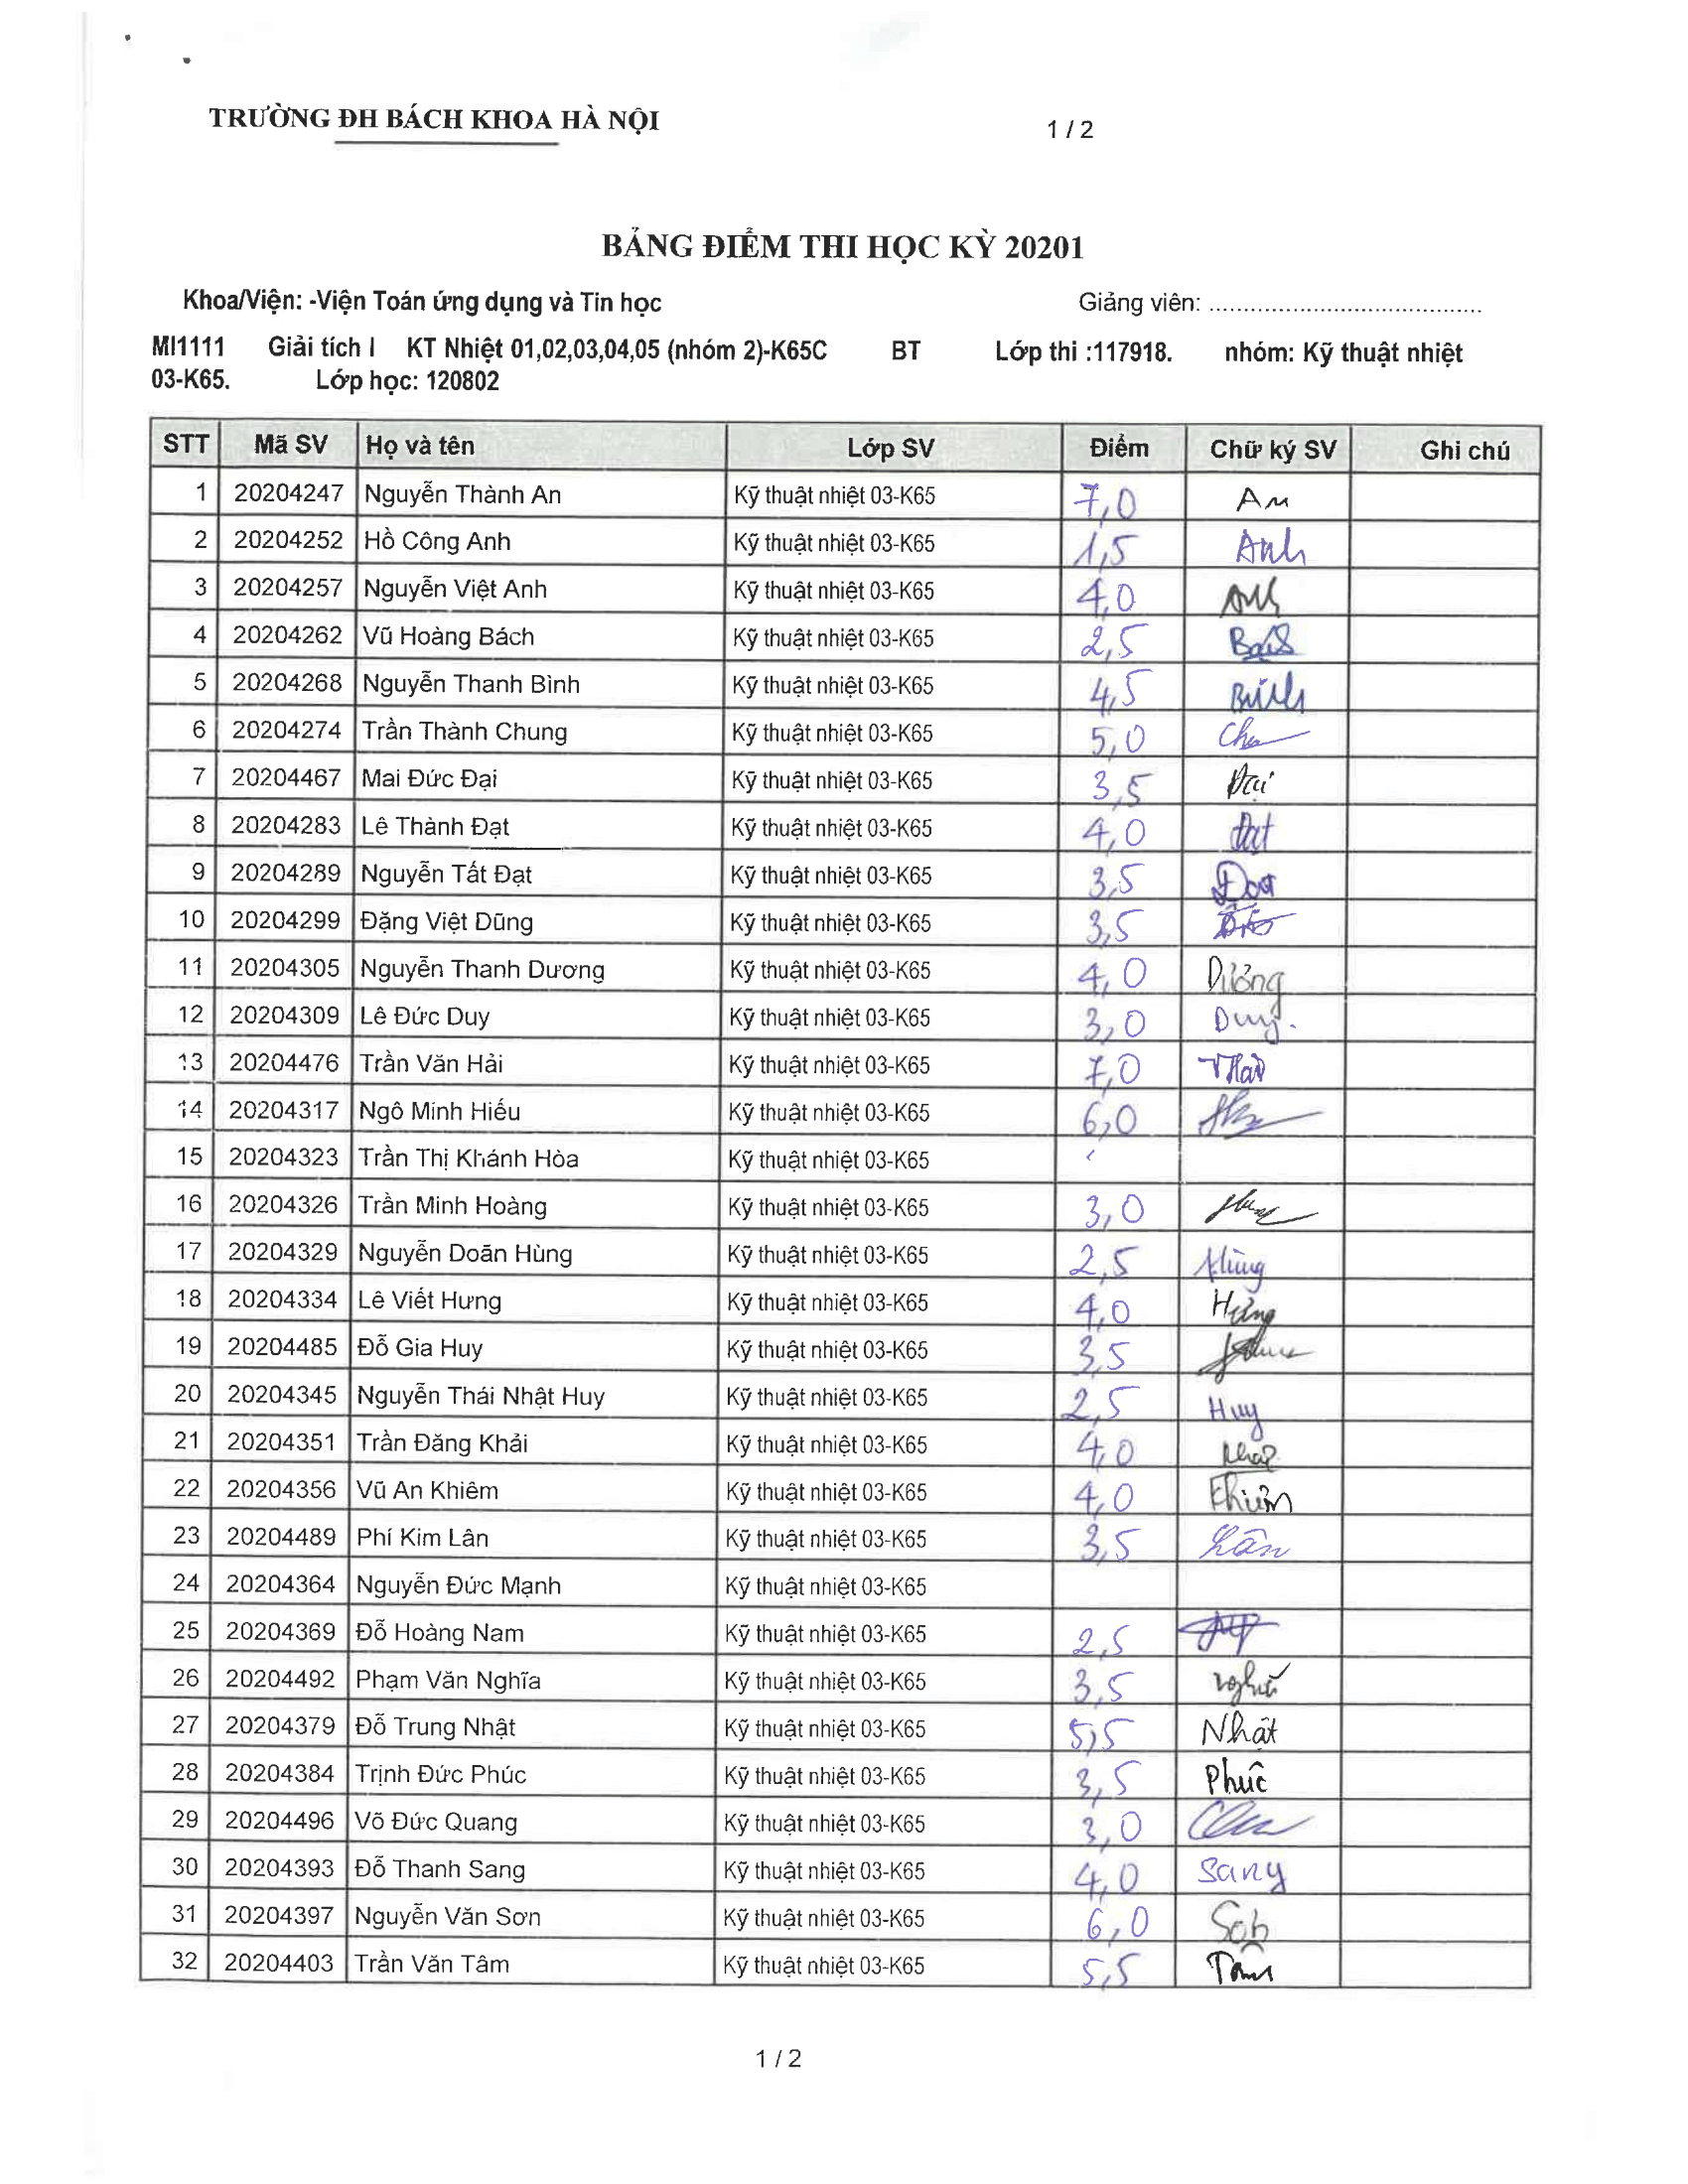 TRƯỜNG ĐH BÁCH KHOA HÀ NỘI
1 / 2
BẢNG ĐIỂM THI HỌC KỲ 20201
Khoa/Viện: -Viện Toán ứng dụng và Tin học Giảng viên: .......................................
MI1111 Giải tích I KT Nhiệt 01,02,03,04,05 (nhóm 2)-K65C BT Lớp thi :117918. nhóm: Kỹ thuật nhiệt
03-K65. Lớp học: 120802
STT Mã SV Họ và tên Lớp SV Điểm Chữ ký SV Ghi chú
1 20204247 Nguyễn Thành An Kỹ thuật nhiệt 03-K65 7,0 An
2 20204252 Hồ Công Anh Kỹ thuật nhiệt 03-K65 1,5 Anh
3 20204257 Nguyễn Việt Anh Kỹ thuật nhiệt 03-K65 4,0 Anh
4 20204262 Vũ Hoàng Bách Kỹ thuật nhiệt 03-K65 2,5
5 20204268 Nguyễn Thanh Bình Kỹ thuật nhiệt 03-K65 4,5
6 20204274 Trần Thành Chung Kỹ thuật nhiệt 03-K65 5,0
7 20204467 Mai Đức Đại Kỹ thuật nhiệt 03-K65 3,5 Đại
8 20204283 Lê Thành Đạt Kỹ thuật nhiệt 03-K65 4,0 Đạt
9 20204289 Nguyễn Tất Đạt Kỹ thuật nhiệt 03-K65 3,5 Đạt
10 20204299 Đặng Việt Dũng Kỹ thuật nhiệt 03-K65 3,5
11 20204305 Nguyễn Thanh Dương Kỹ thuật nhiệt 03-K65 4,0 Dương
12 20204309 Lê Đức Duy Kỹ thuật nhiệt 03-K65 3,0 Duy.
13 20204476 Trần Văn Hải Kỹ thuật nhiệt 03-K65 7,0
14 20204317 Ngô Minh Hiếu Kỹ thuật nhiệt 03-K65 6,0
15 20204323 Trần Thị Khánh Hòa Kỹ thuật nhiệt 03-K65
16 20204326 Trần Minh Hoàng Kỹ thuật nhiệt 03-K65 3,0
17 20204329 Nguyễn Doãn Hùng Kỹ thuật nhiệt 03-K65 2,5 Hùng
18 20204334 Lê Viết Hưng Kỹ thuật nhiệt 03-K65 4,0 Hưng
19 20204485 Đỗ Gia Huy Kỹ thuật nhiệt 03-K65 3,5
20 20204345 Nguyễn Thái Nhật Huy Kỹ thuật nhiệt 03-K65 2,5 Huy
21 20204351 Trần Đăng Khải Kỹ thuật nhiệt 03-K65 4,0
22 20204356 Vũ An Khiêm Kỹ thuật nhiệt 03-K65 4,0 Khiêm
23 20204489 Phí Kim Lân Kỹ thuật nhiệt 03-K65 3,5 Lân
24 20204364 Nguyễn Đức Mạnh Kỹ thuật nhiệt 03-K65
25 20204369 Đỗ Hoàng Nam Kỹ thuật nhiệt 03-K65 2,5
26 20204492 Phạm Văn Nghĩa Kỹ thuật nhiệt 03-K65 3,5 nghĩa
27 20204379 Đỗ Trung Nhật Kỹ thuật nhiệt 03-K65 5,5 Nhật
28 20204384 Trịnh Đức Phúc Kỹ thuật nhiệt 03-K65 3,5 Phúc
29 20204496 Võ Đức Quang Kỹ thuật nhiệt 03-K65 3,0
30 20204393 Đỗ Thanh Sang Kỹ thuật nhiệt 03-K65 4,0 Sang
31 20204397 Nguyễn Văn Sơn Kỹ thuật nhiệt 03-K65 6,0 Sơn
32 20204403 Trần Văn Tâm Kỹ thuật nhiệt 03-K65 5,5 Tâm
1 / 2